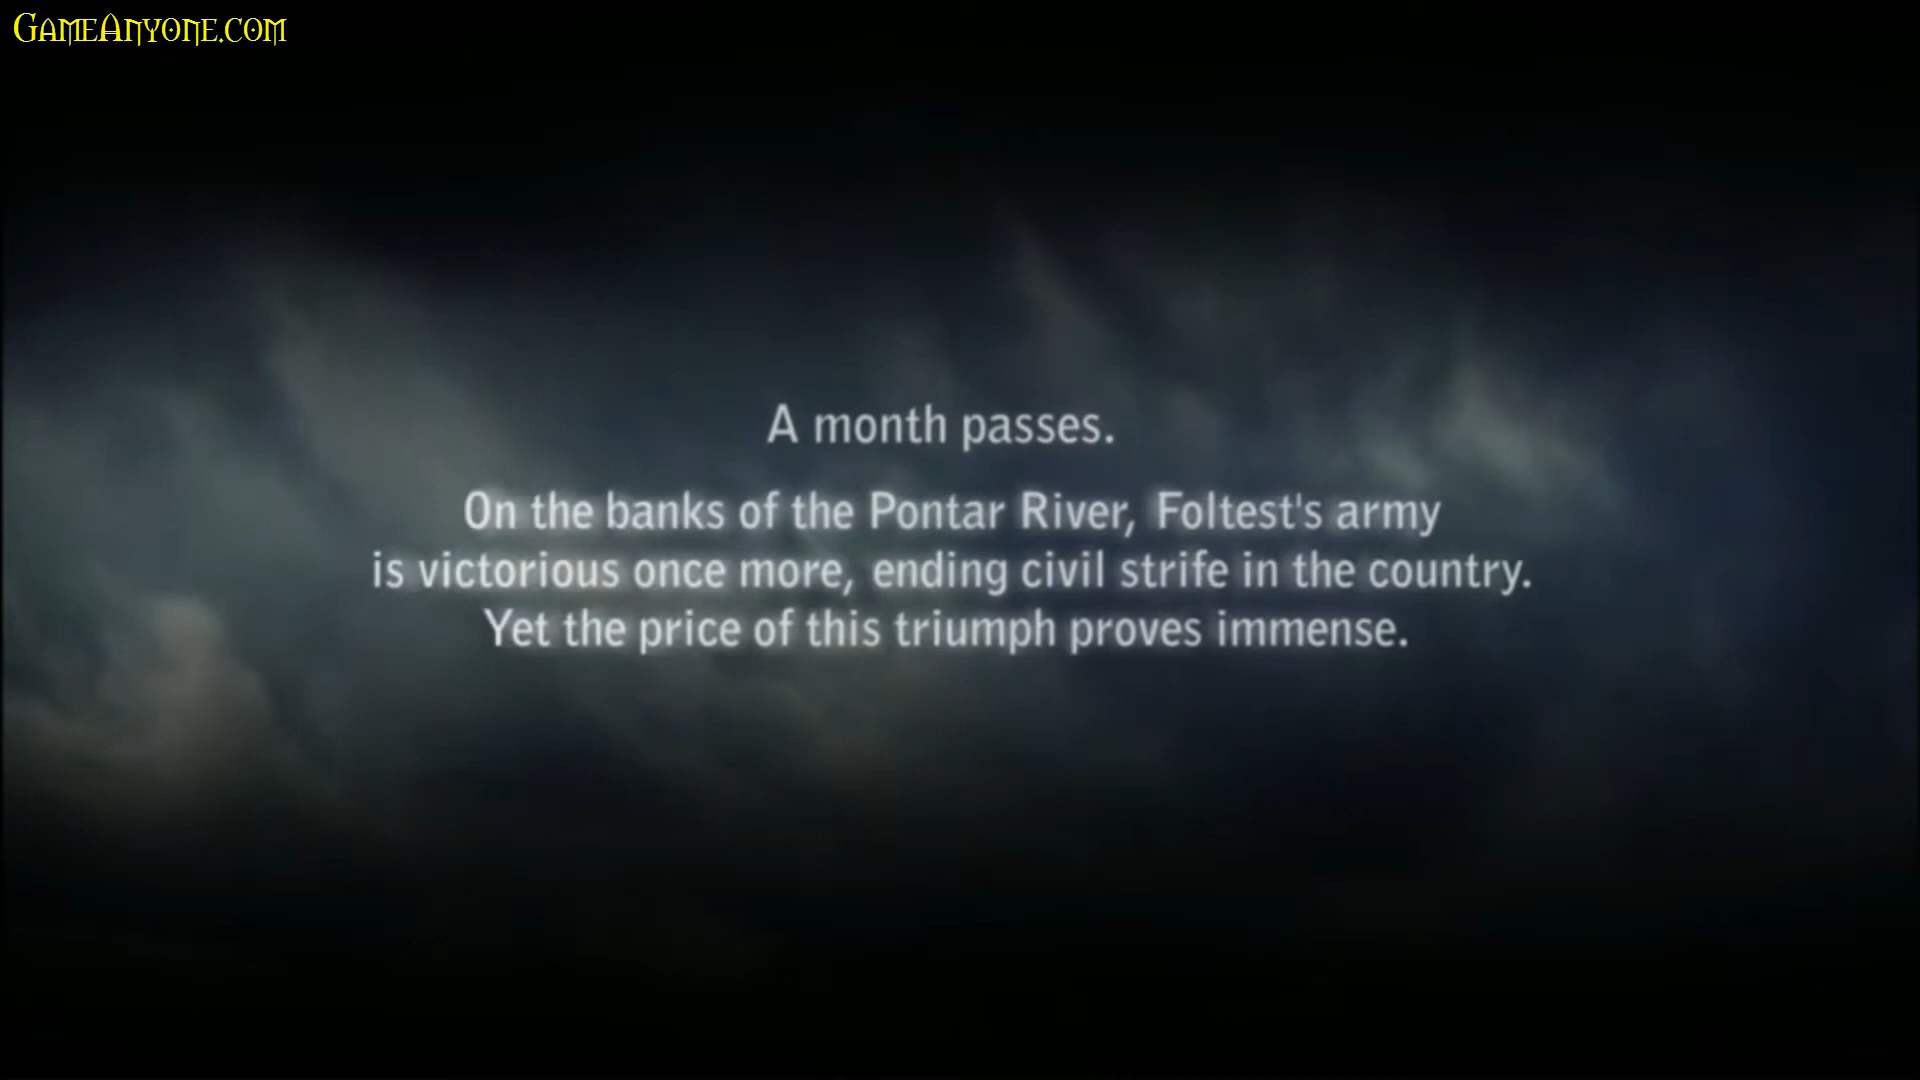 GameAnyone.com
A month passes.
On the banks of the Pontar River, Foltest's army
is victorious once more, ending civil strife in the country.
Yet the price of this triumph proves immense.